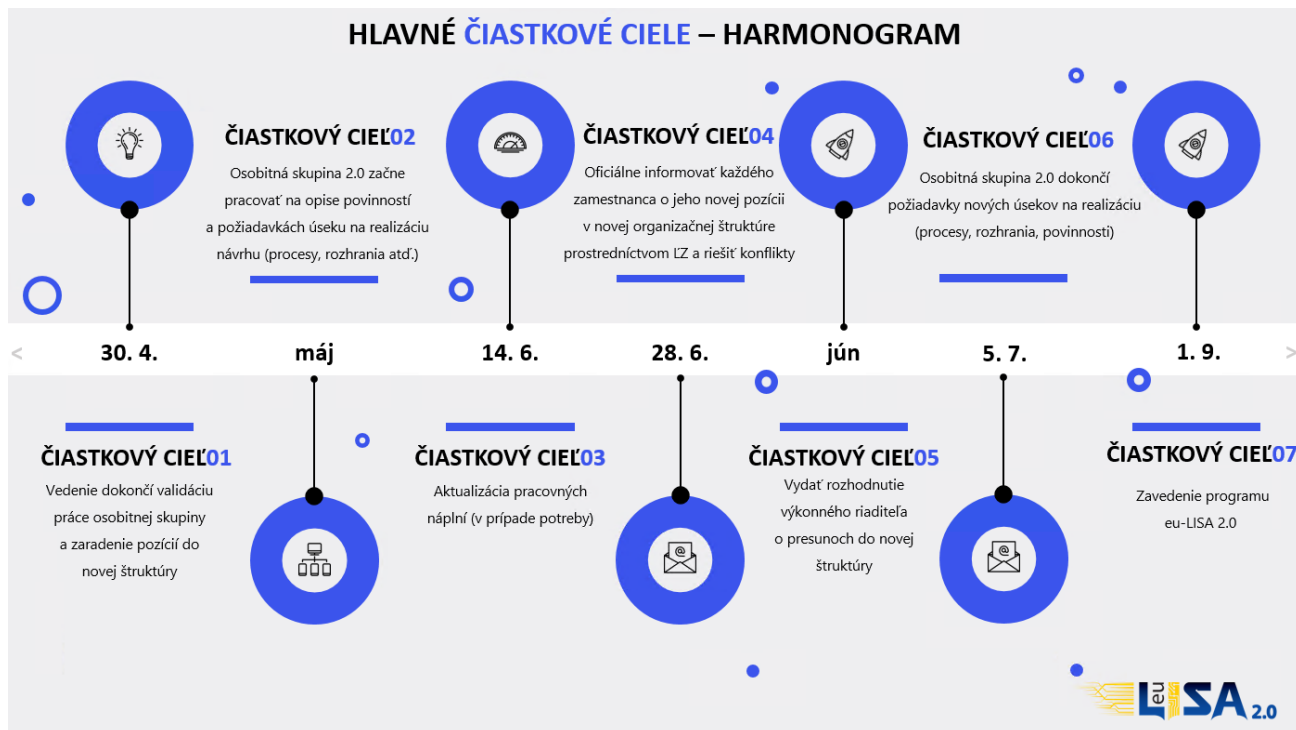 HLAVNÉ ČIASTKOVÉ CIELE – HARMONOGRAM
ČIASTKOVÝ CIEĽ02
Osobitná skupina 2.0 začne
pracovať na opise povinností
a požiadavkách úseku na realizáciu
návrhu (procesy, rozhrania atď.)
ČIASTKOVÝ CIEĽ04
Oficiálne informovať každého
zamestnanca o jeho novej pozícii
v novej organizačnej štruktúre
prostredníctvom ĽZ a riešiť konflikty
ČIASTKOVÝ CIEĽ06
Osobitná skupina 2.0 dokončí
požiadavky nových úsekov na realizáciu
(procesy, rozhrania, povinnosti)
< 30. 4. máj 14. 6. 28. 6. jún 5. 7. 1. 9. >
ČIASTKOVÝ CIEĽ01
Vedenie dokončí validáciu
práce osobitnej skupiny
a zaradenie pozícií do
novej štruktúry
ČIASTKOVÝ CIEĽ03
Aktualizácia pracovných
náplní (v prípade potreby)
ČIASTKOVÝ CIEĽ05
Vydať rozhodnutie
výkonného riaditeľa
o presunoch do novej
štruktúry
ČIASTKOVÝ CIEĽ07
Zavedenie programu
eu-LISA 2.0
eu LISA 2.0